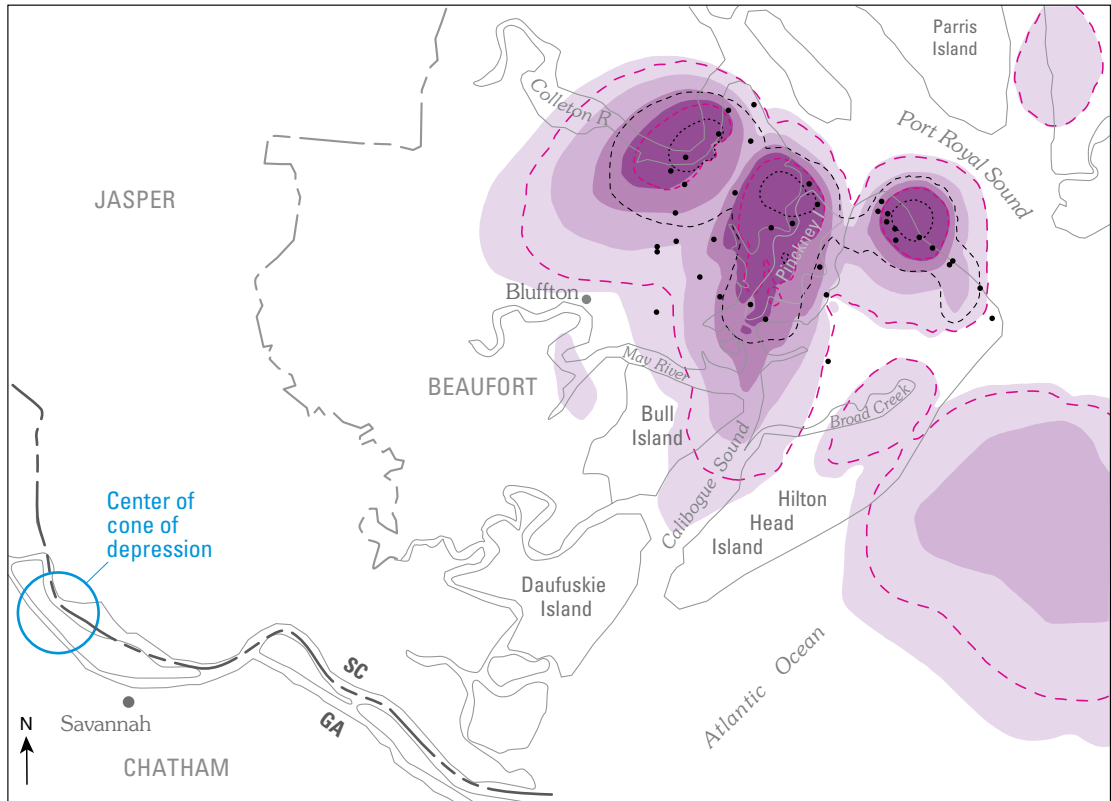 Parris
Island
Colleton R
Port Royal Sound
JASPER
Pinckney I
Bluffton
May River
BEAUFORT
Bull
Island
Broad Creek
Calibogue Sound
Hilton
Head
Island
Center of
cone of
depression
Daufuskie
Island
Atlantic Ocean
SC
GA
Savannah
N
CHATHAM